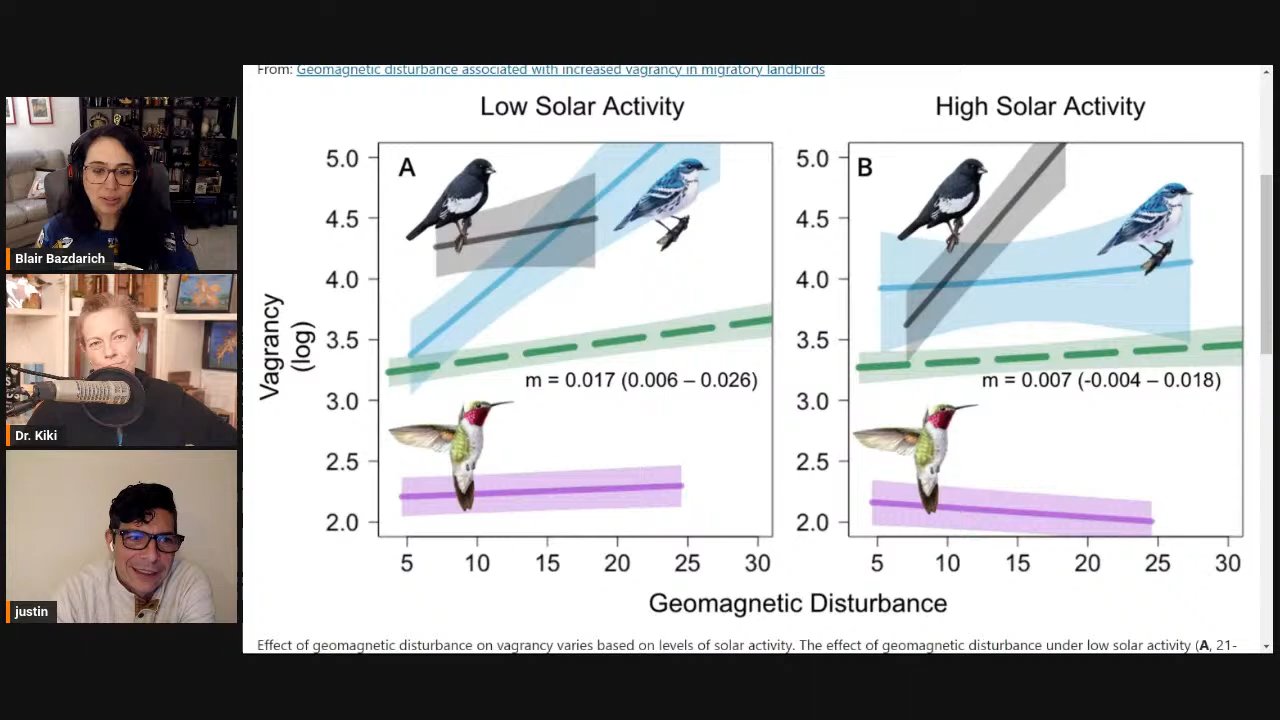 From: Geomagnetic disturbance associated with increased vagrancy in migratory landbirds
Low Solar Activity
High Solar Activity
A
B
Vagrancy
(log)
5.0
4.5
4.0
3.5
3.0
2.5
2.0
m = 0.017 (0.006 – 0.026)
5 10 15 20 25 30
5.0
4.5
4.0
3.5
3.0
2.5
2.0
m = 0.007 (-0.004 – 0.018)
5 10 15 20 25 30
Geomagnetic Disturbance
Effect of geomagnetic disturbance on vagrancy varies based on levels of solar activity. The effect of geomagnetic disturbance under low solar activity (A, 21-
Blair Bazdarich
Dr. Kiki
justin